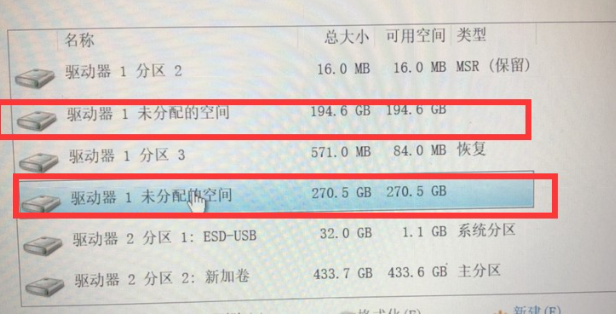 名称 总大小 可用空间 类型
驱动器 1 分区 2 16.0 MB 16.0 MB MSR (保留)
驱动器 1 未分配的空间 194.6 GB 194.6 GB
驱动器 1 分区 3 571.0 MB 84.0 MB 恢复
驱动器 1 未分配的空间 270.5 GB 270.5 GB
驱动器 2 分区 1: ESD-USB 32.0 GB 1.1 GB 系统分区
驱动器 2 分区 2: 新加卷 433.7 GB 433.6 GB 主分区
格式化(F) 新建(E)